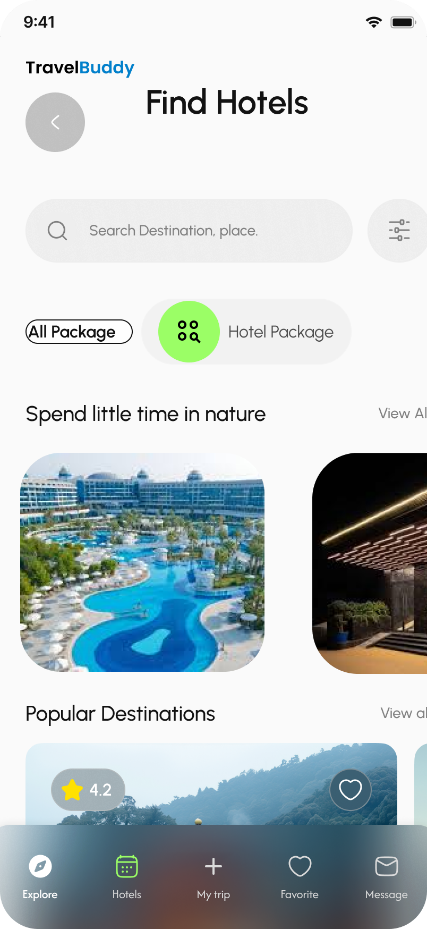 9:41
TravelBuddy
Find Hotels
Search Destination, place.
All Package
Hotel Package
Spend little time in nature
View Al
Popular Destinations
View al
4.2
Explore
Hotels
My trip
Favorite
Message